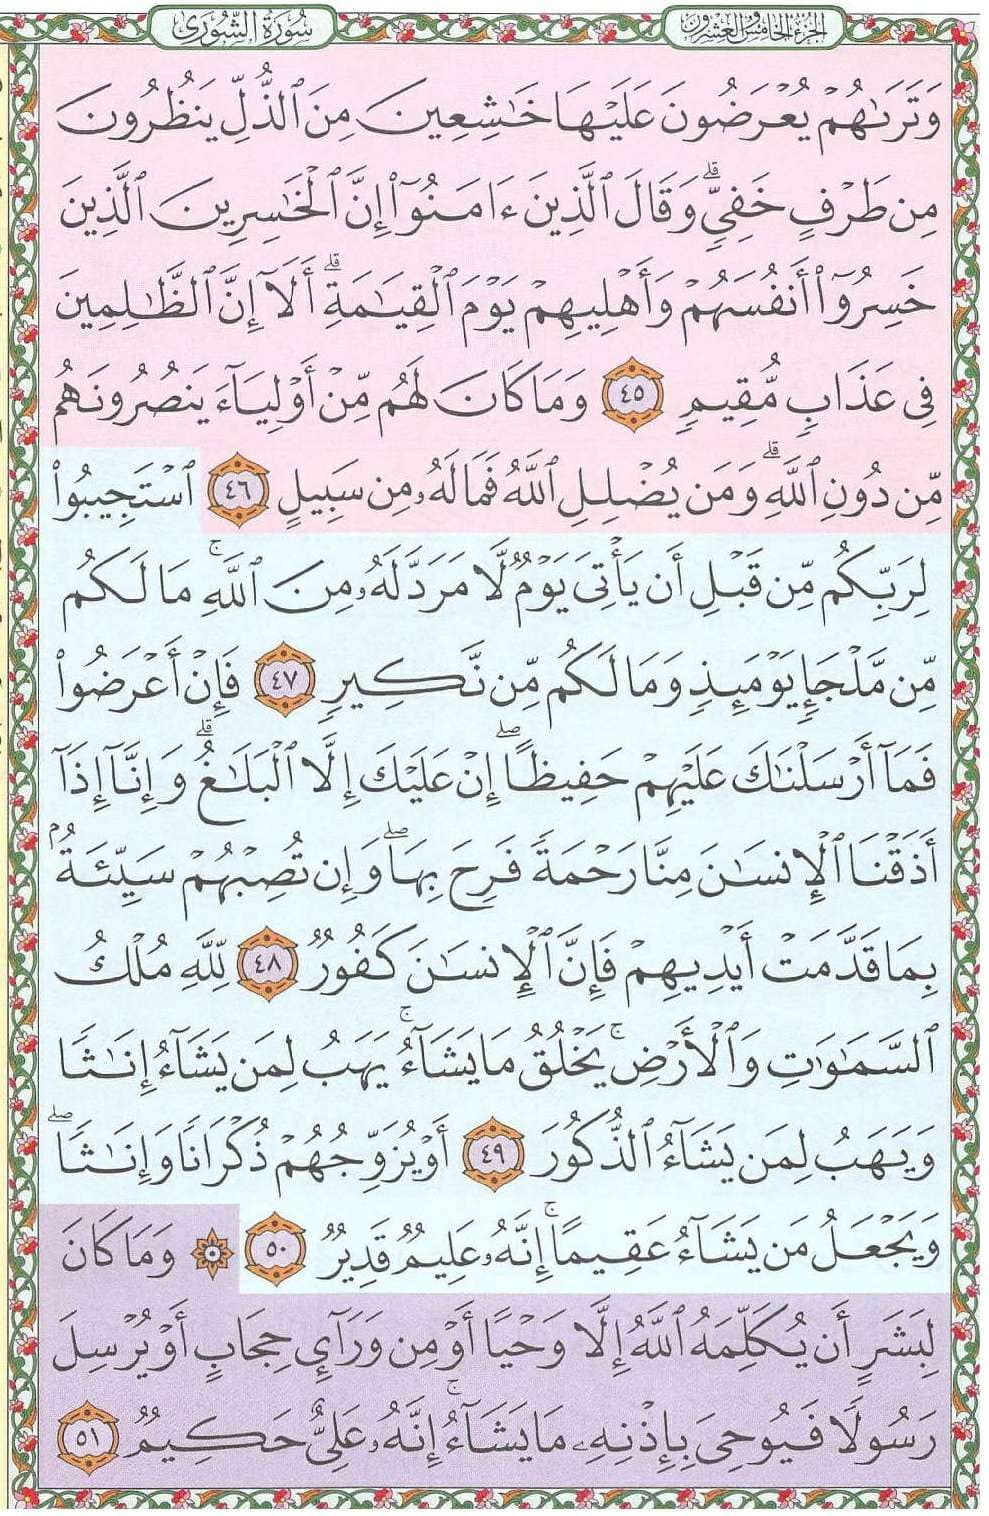 الجزء الخامس والعشرون
سورة الشورى
وَتَرَىٰهُمْ يُعْرَضُونَ عَلَيْهَا خَٰشِعِينَ مِنَ ٱلذُّلِّ يَنظُرُونَ
مِن طَرْفٍ خَفِىٍّۗ وَقَالَ ٱلَّذِينَ ءَامَنُوٓا۟ إِنَّ ٱلْخَٰسِرِينَ ٱلَّذِينَ
خَسِرُوٓا۟ أَنفُسَهُمْ وَأَهْلِيهِمْ يَوْمَ ٱلْقِيَٰمَةِۗ أَلَآ إِنَّ ٱلظَّٰلِمِينَ
فِى عَذَابٍ مُّقِيمٍ ٤٥ وَمَا كَانَ لَهُم مِّنْ أَوْلِيَآءَ يَنصُرُونَهُم
مِّن دُونِ ٱللَّهِۗ وَمَن يُضْلِلِ ٱللَّهُ فَمَا لَهُۥ مِن سَبِيلٍ ٤٦ ٱسْتَجِيبُوا۟
لِرَبِّكُم مِّن قَبْلِ أَن يَأْتِىَ يَوْمٌ لَّا مَرَدَّ لَهُۥ مِنَ ٱللَّهِۚ مَا لَكُم
مِّن مَّلْجَإٍ يَوْمَئِذٍ وَمَا لَكُم مِّن نَّكِيرٍ ٤٧ فَإِنْ أَعْرَضُوا۟
فَمَآ أَرْسَلْنَٰكَ عَلَيْهِمْ حَفِيظًاۖ إِنْ عَلَيْكَ إِلَّا ٱلْبَلَٰغُۗ وَإِنَّآ إِذَآ
أَذَقْنَا ٱلْإِنسَٰنَ مِنَّا رَحْمَةً فَرِحَ بِهَاۖ وَإِن تُصِبْهُمْ سَيِّئَةٌۢ
بِمَا قَدَّمَتْ أَيْدِيهِمْ فَإِنَّ ٱلْإِنسَٰنَ كَفُورٌ ٤٨ لِّلَّهِ مُلْكُ
ٱلسَّمَٰوَٰتِ وَٱلْأَرْضِۚ يَخْلُقُ مَا يَشَآءُۚ يَهَبُ لِمَن يَشَآءُ إِنَٰثًا
وَيَهَبُ لِمَن يَشَآءُ ٱلذُّكُورَ ٤٩ أَوْ يُزَوِّجُهُمْ ذُكْرَانًا وَإِنَٰثًاۖ
وَيَجْعَلُ مَن يَشَآءُ عَقِيمًاۚ إِنَّهُۥ عَلِيمٌ قَدِيرٌ ٥٠ ۞ وَمَا كَانَ
لِبَشَرٍ أَن يُكَلِّمَهُ ٱللَّهُ إِلَّا وَحْيًا أَوْ مِن وَرَآئِ حِجَابٍ أَوْ يُرْسِلَ
رَسُولًا فَيُوحِىَ بِإِذْنِهِۦ مَا يَشَآءُۚ إِنَّهُۥ عَلِىٌّ حَكِيمٌ ٥١